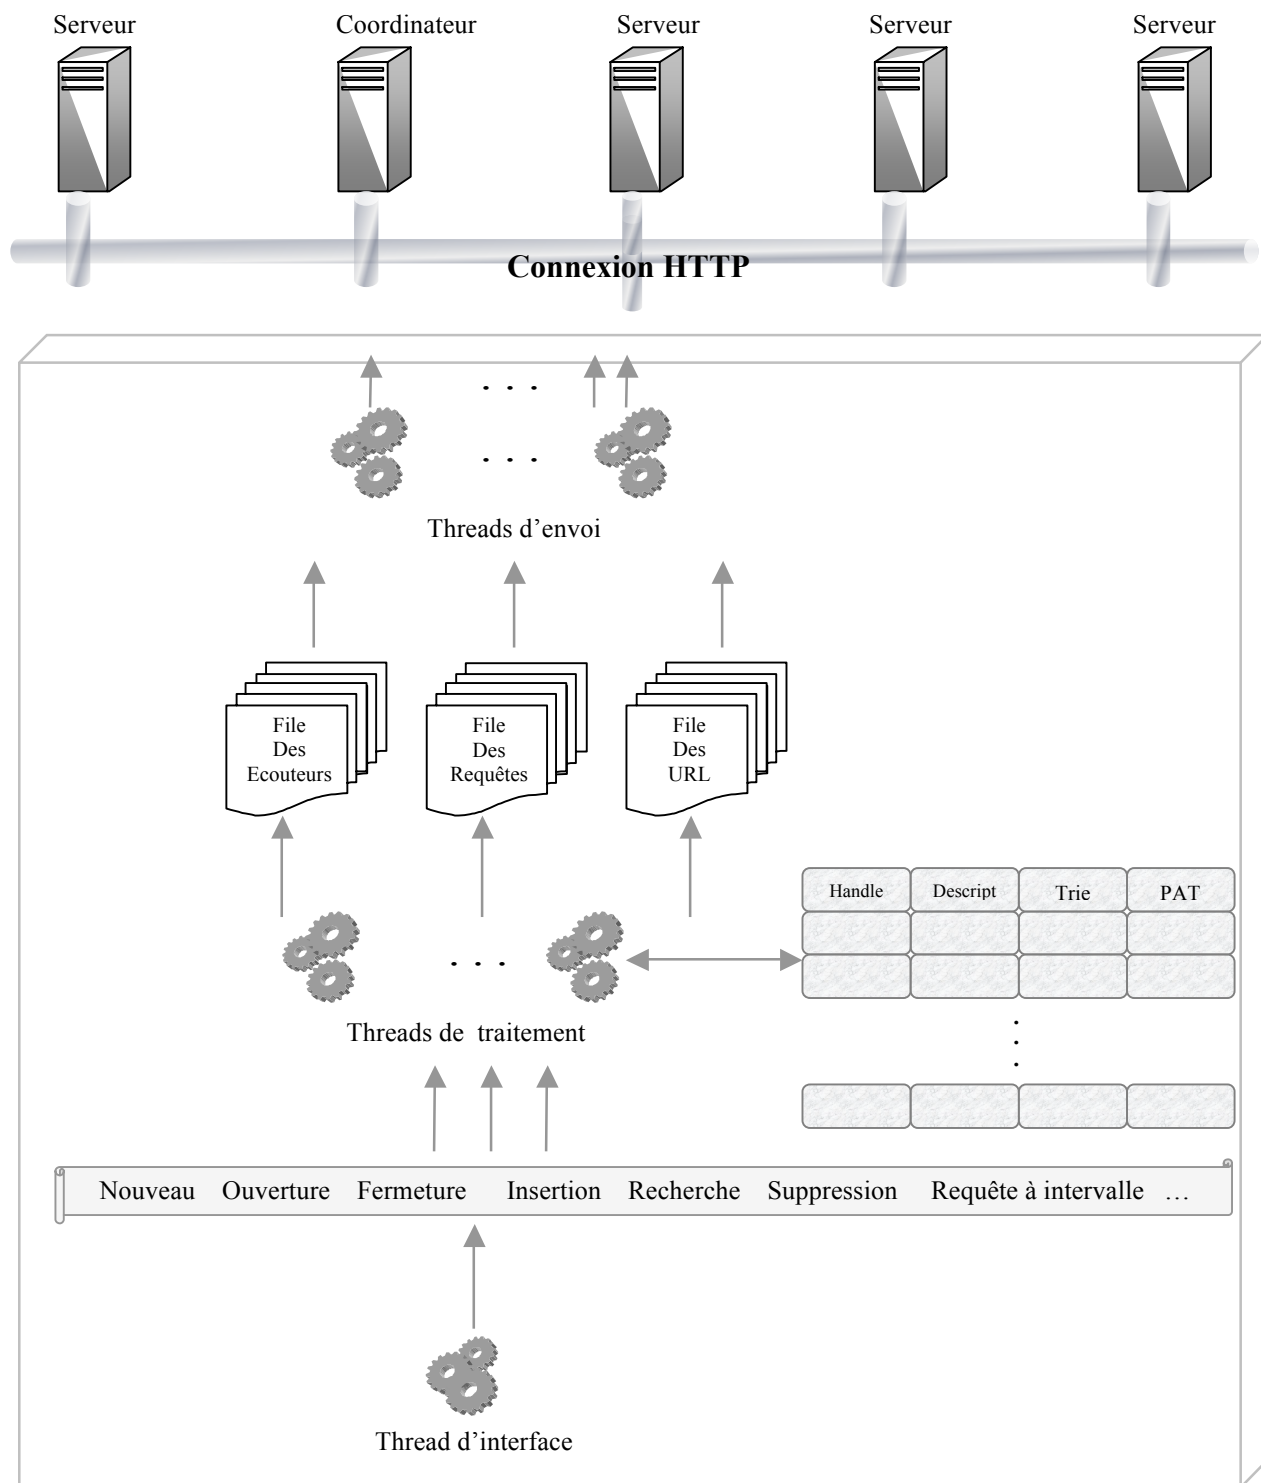 Serveur Coordinateur Serveur Serveur Serveur
Connexion HTTP
. . .
. . .
Threads d’envoi
File
Des
Ecouteurs
File
Des
Requêtes
File
Des
URL
Handle Descript Trie PAT
. . .
Threads de traitement
.
.
.
Nouveau Ouverture Fermeture Insertion Recherche Suppression Requête à intervalle …
Thread d’interface